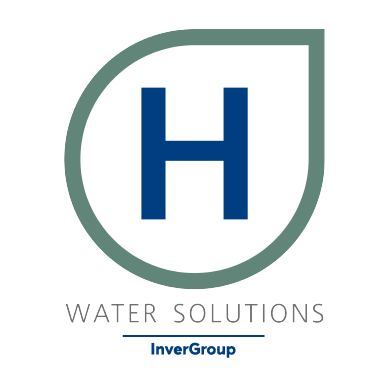 H
WATER SOLUTIONS
InverGroup